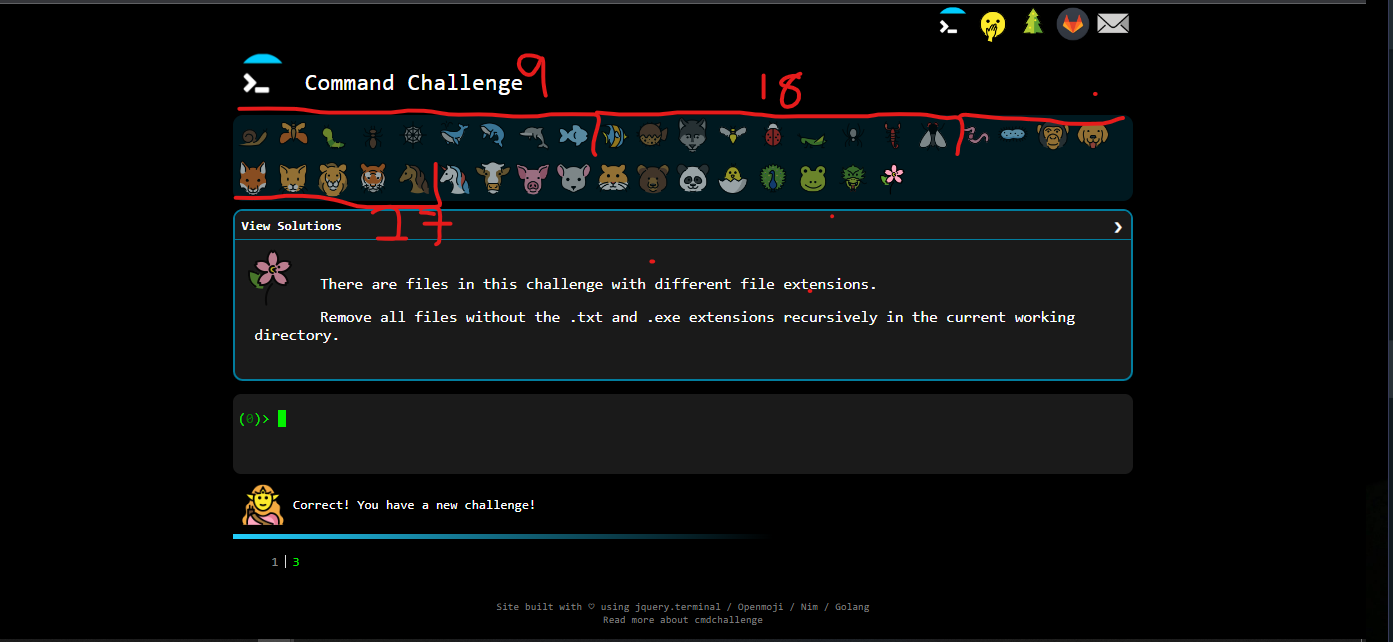 Command Challenge
9
18
17
View Solutions
There are files in this challenge with different file extensions.
Remove all files without the .txt and .exe extensions recursively in the current working
directory.
(0)>
Correct! You have a new challenge!
1 | 3
Site built with ♡ using jquery.terminal / Openmoji / Nim / Golang
Read more about cmdchallenge